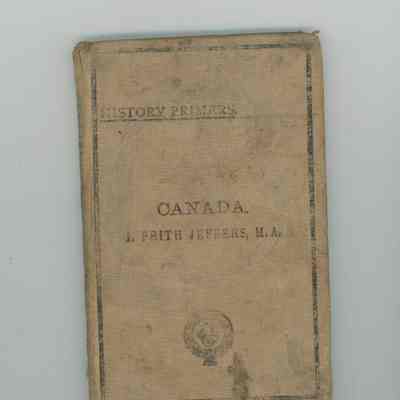 HISTORY PRIMERS.
CANADA.
J. FRITH JEFFERS, M.A.